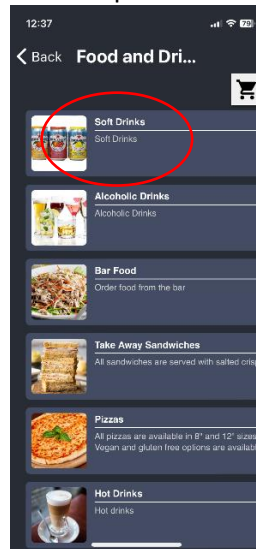 12:37
79
Back Food and Dri...
Soft Drinks
Soft Drinks
Alcoholic Drinks
Alcoholic Drinks
Bar Food
Order food from the bar
Take Away Sandwiches
All sandwiches are served with salted crisp
Pizzas
All pizzas are available in 8" and 12" sizes
Vegan and gluten free options are availab
Hot Drinks
Hot drinks